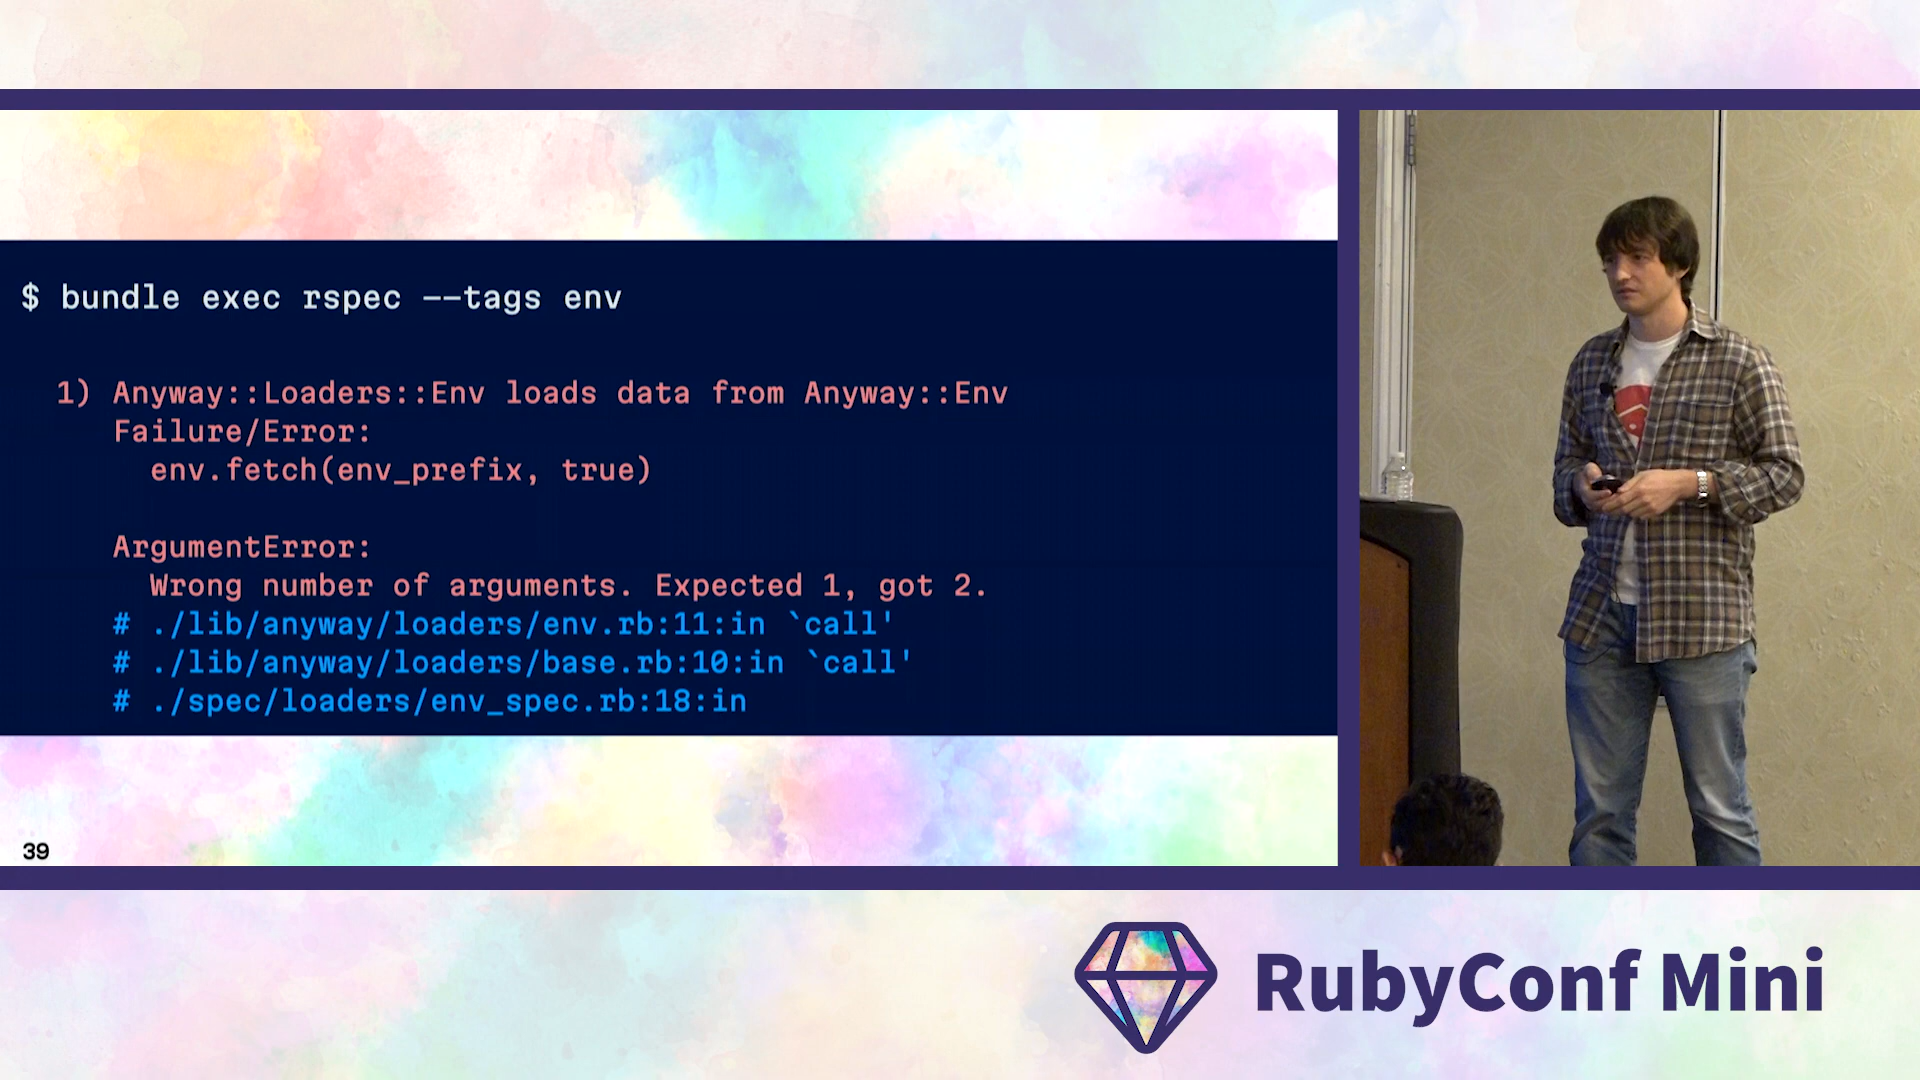 $ bundle exec rspec --tags env
1) Anyway::Loaders::Env loads data from Anyway::Env
Failure/Error:
env.fetch(env_prefix, true)
ArgumentError:
Wrong number of arguments. Expected 1, got 2.
# ./lib/anyway/loaders/env.rb:11:in `call'
# ./lib/anyway/loaders/base.rb:10:in `call'
# ./spec/loaders/env_spec.rb:18:in
39
RubyConf Mini